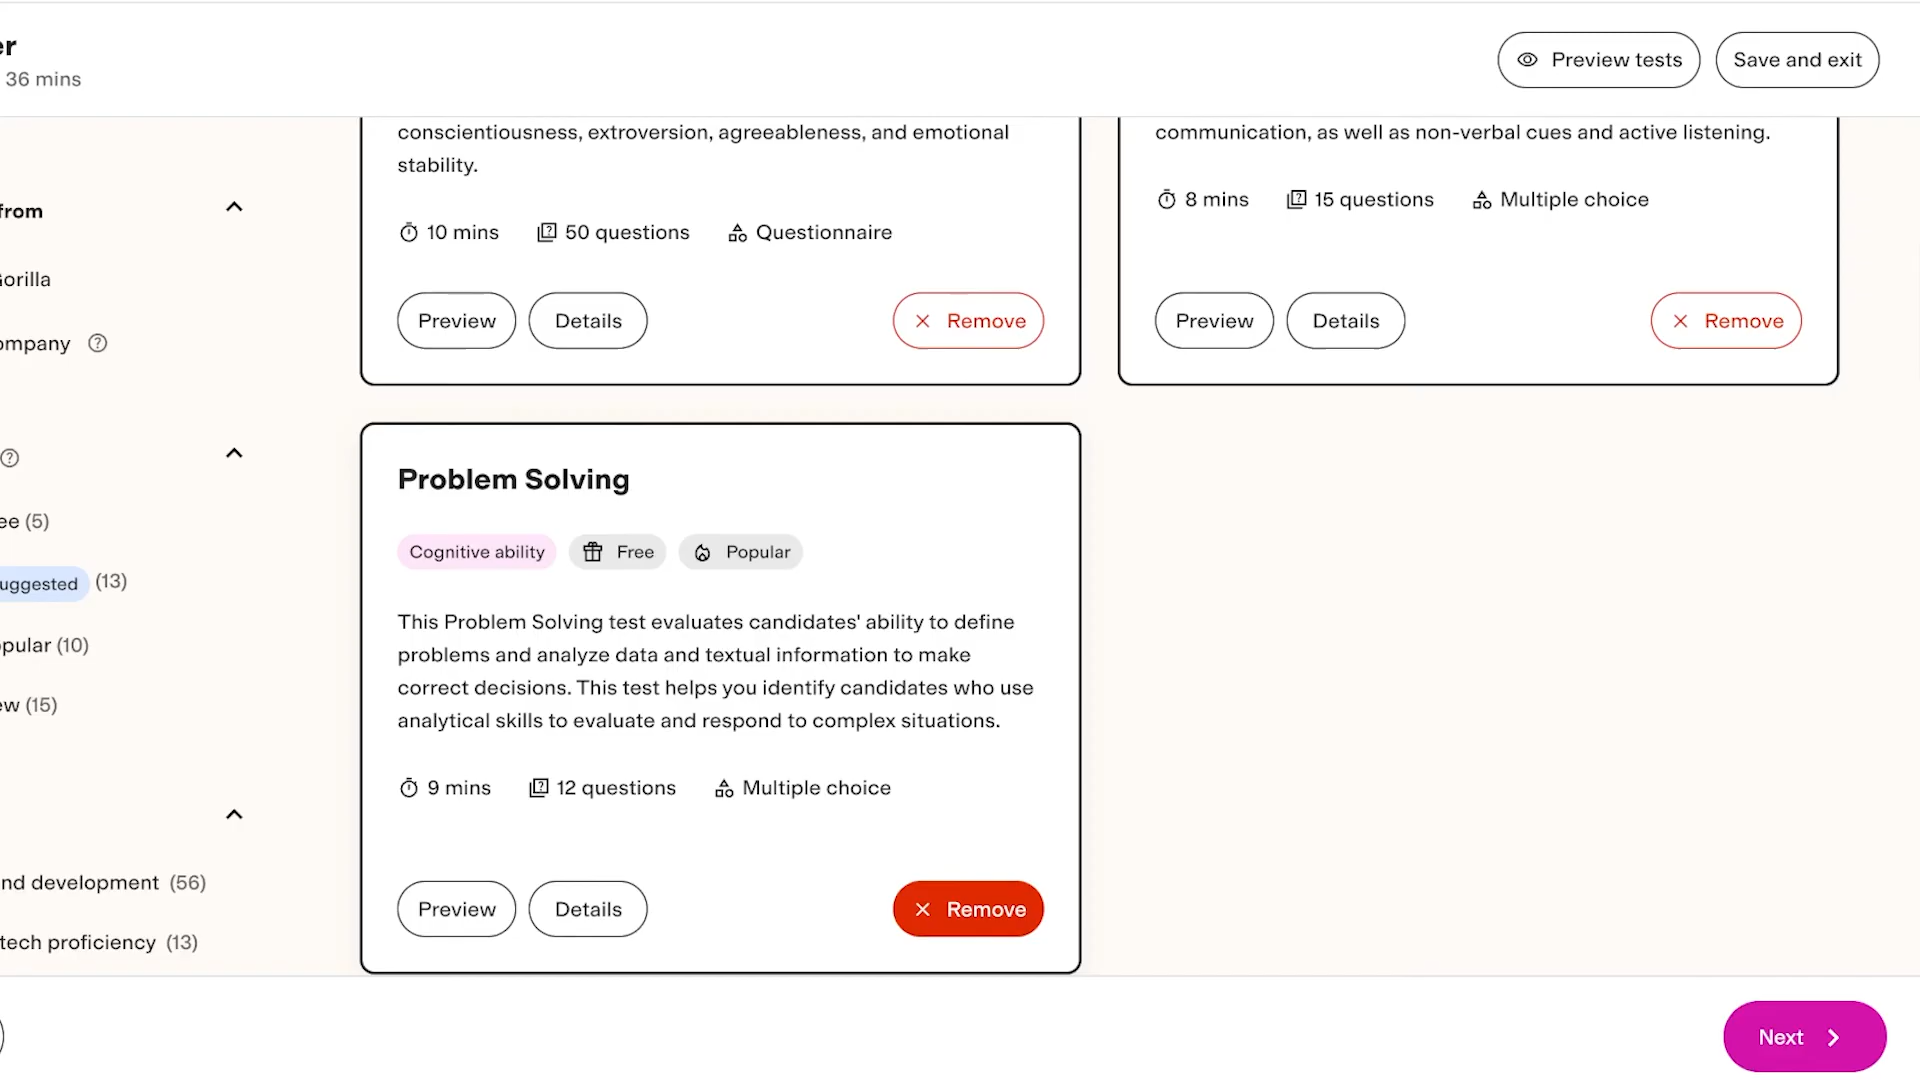 er
36 mins
Preview tests
Save and exit
from
Gorilla
ompany
ee (5)
uggested (13)
opular (10)
ew (15)
nd development (56)
tech proficiency (13)
conscientiousness, extroversion, agreeableness, and emotional
stability.
10 mins
50 questions
Questionnaire
Preview
Details
Remove
communication, as well as non-verbal cues and active listening.
8 mins
15 questions
Multiple choice
Preview
Details
Remove
Problem Solving
Cognitive ability
Free
Popular
This Problem Solving test evaluates candidates' ability to define
problems and analyze data and textual information to make
correct decisions. This test helps you identify candidates who use
analytical skills to evaluate and respond to complex situations.
9 mins
12 questions
Multiple choice
Preview
Details
Remove
Next